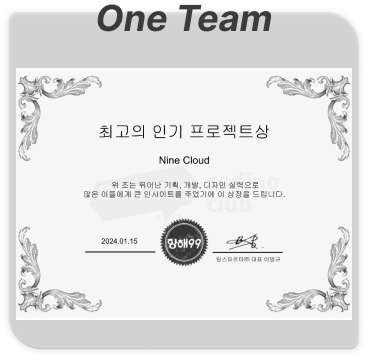 One Team
최고의 인기 프로젝트상
Nine Cloud
위 조는 뛰어난 기획, 개발, 디자인 실력으로
많은 이들에게 큰 인사이트를 주었기에 이 상장을 드립니다.
coding
club
2024.01.15
항해99
팀스파르타㈜ 대표 이범규